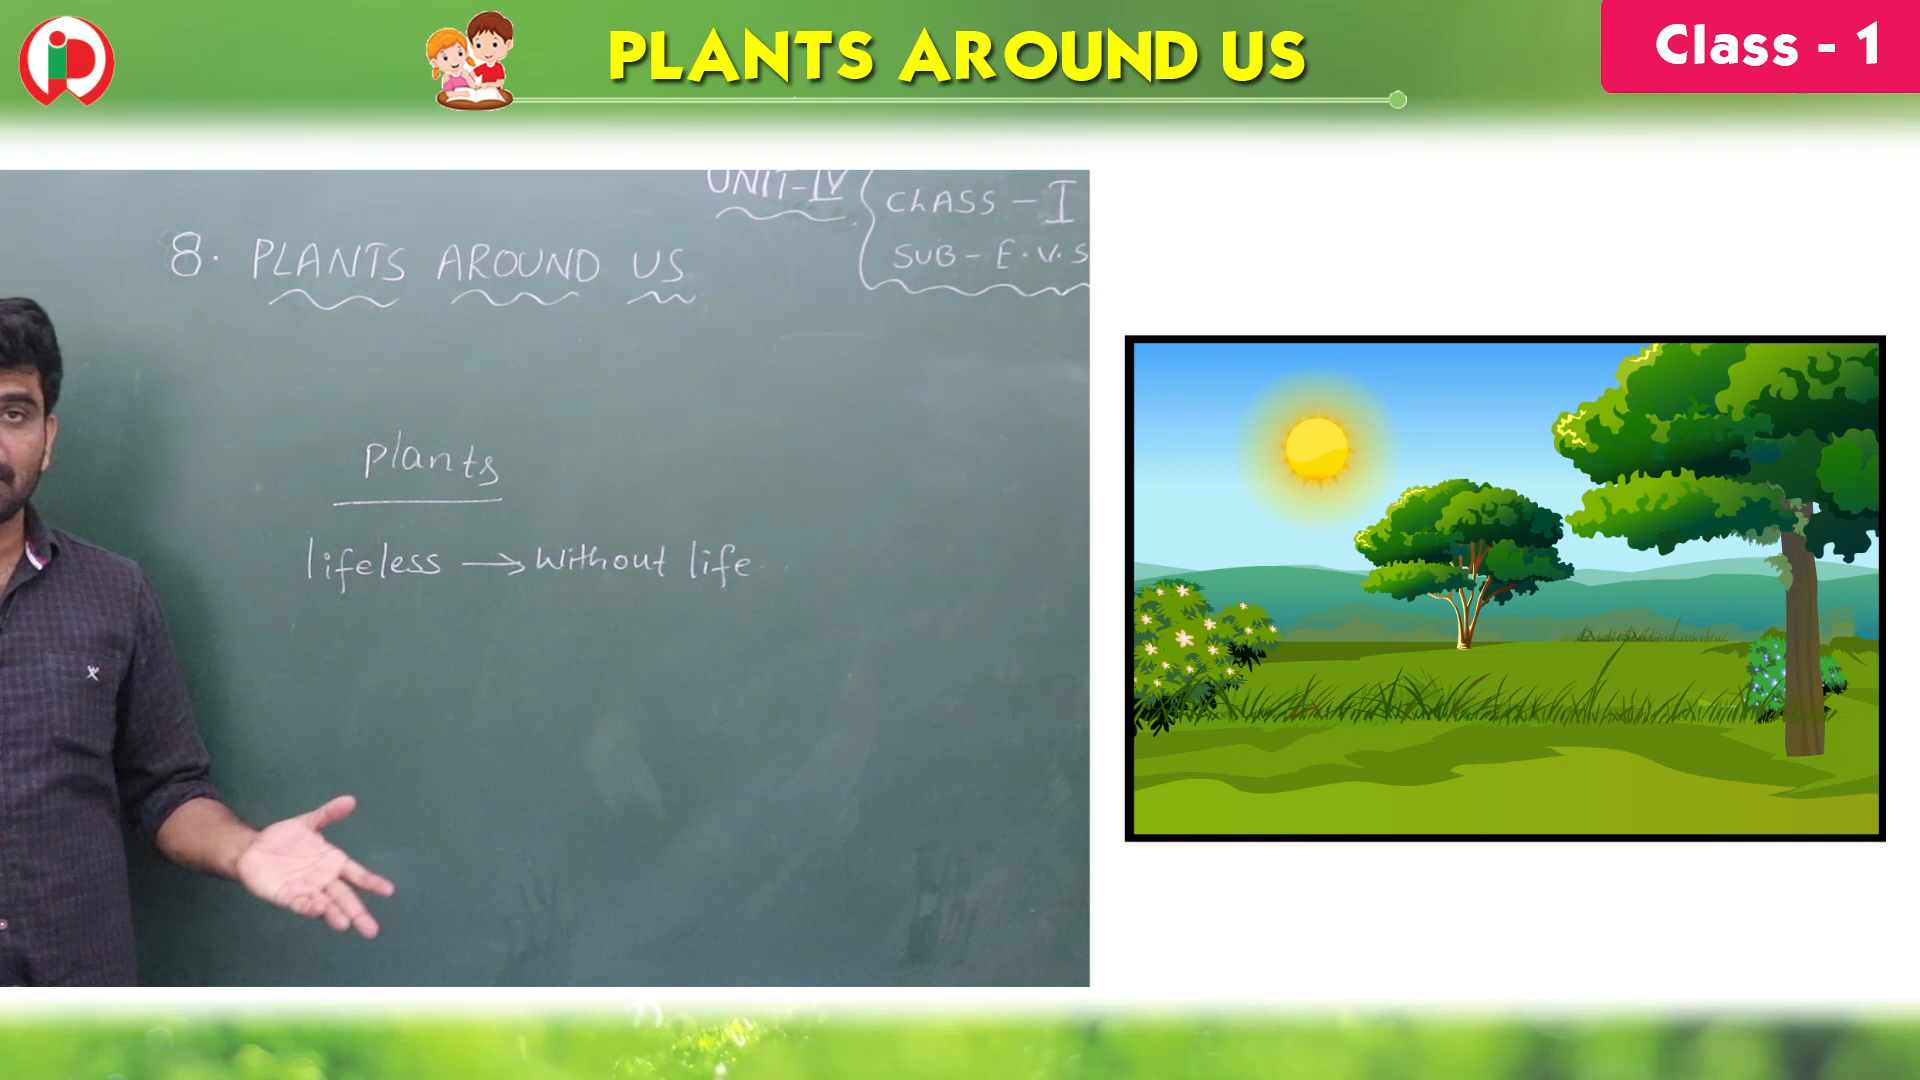 PLANTS AROUND US
Class - 1
UNIT-IV
CLASS - I
SUB - E.V.S
8. PLANTS AROUND US
plants
lifeless → without life